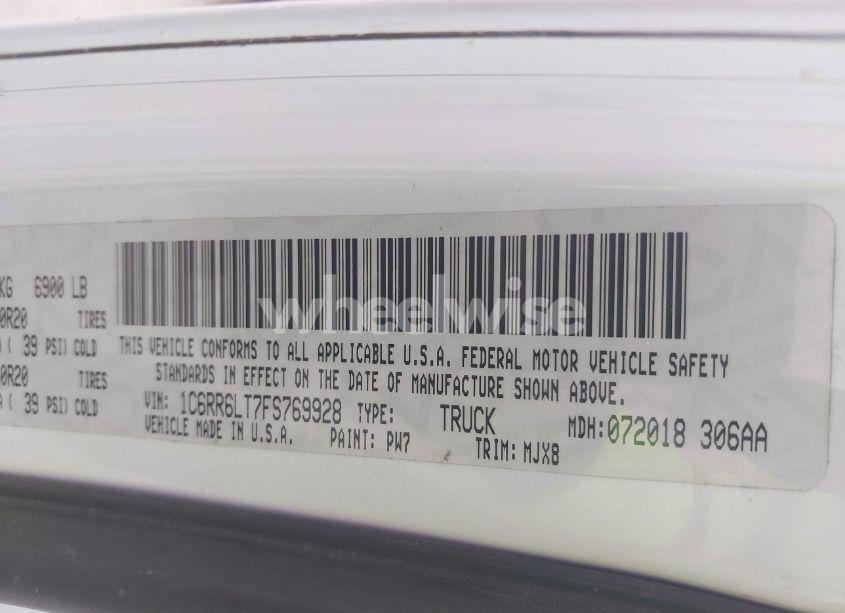 KG 6900 LB
0R20 TIRES
( 39 PSI) COLD
0R20 TIRES
A ( 39 PSI) COLD
THIS VEHICLE CONFORMS TO ALL APPLICABLE U.S.A. FEDERAL MOTOR VEHICLE SAFETY
STANDARDS IN EFFECT ON THE DATE OF MANUFACTURE SHOWN ABOVE.
VIN: 1C6RR6LT7FS769928 TYPE: TRUCK MDH:072018 306AA
VEHICLE MADE IN U.S.A. PAINT: PW7 TRIM: MJX8
wheelwise